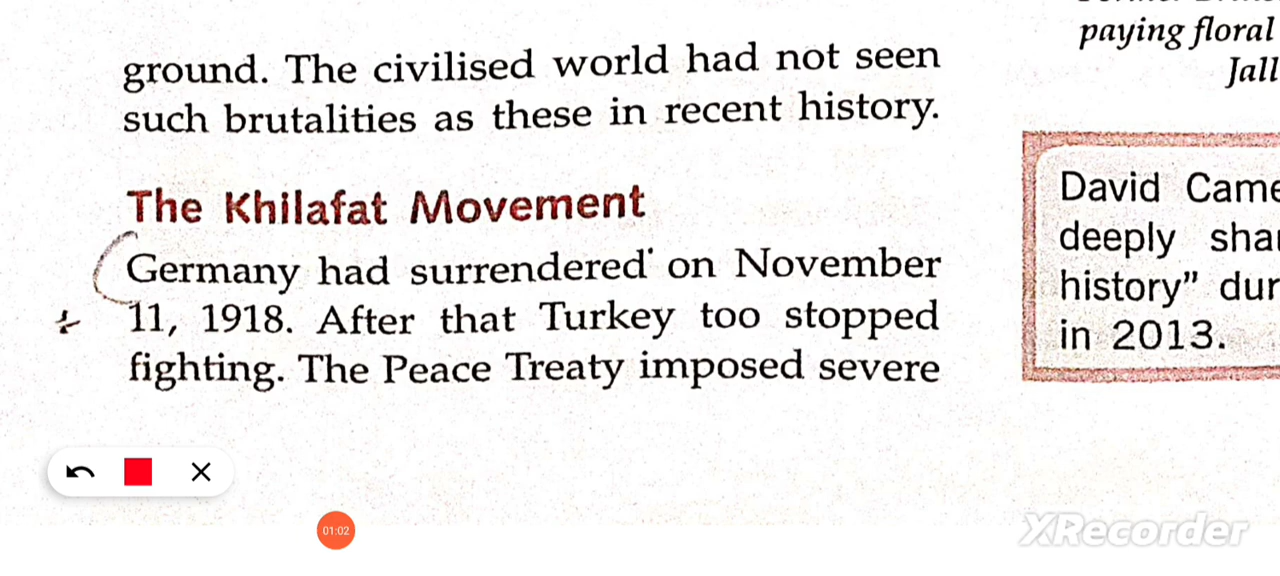 ground. The civilised world had not seen
such brutalities as these in recent history.
The Khilafat Movement
Germany had surrendered on November
11, 1918. After that Turkey too stopped
fighting. The Peace Treaty imposed severe
paying floral
Jall
David Came
deeply shar
history” dur
in 2013.
01:02
XRecorder